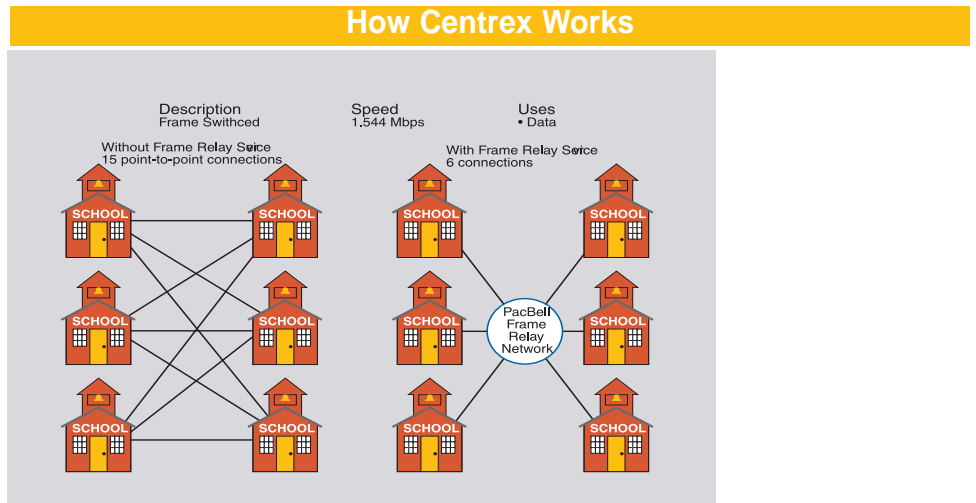 How Centrex Works
Description
Frame Swithced
Speed
1.544 Mbps
Uses
• Data
Without Frame Relay Servic​e
15 point-to-point connections
With Frame Relay Service
6 connections
SCHOOL
SCHOOL
SCHOOL
SCHOOL
SCHOOL
SCHOOL
SCHOOL
SCHOOL
PacBell
Frame
Relay
Network
SCHOOL
SCHOOL
SCHOOL
SCHOOL